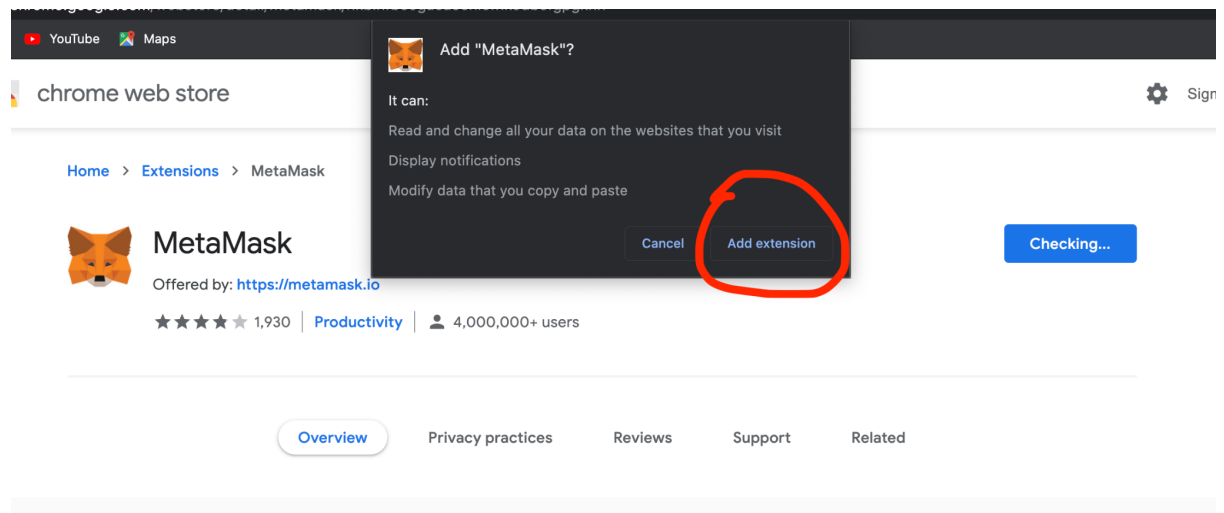 YouTube
Maps
Add "MetaMask"?
chrome web store
Sign
It can:
Read and change all your data on the websites that you visit
Display notifications
Modify data that you copy and paste
Home > Extensions > MetaMask
Cancel
Add extension
MetaMask
Checking...
Offered by: https://metamask.io
1,930 | Productivity | 4,000,000+ users
Overview
Privacy practices
Reviews
Support
Related